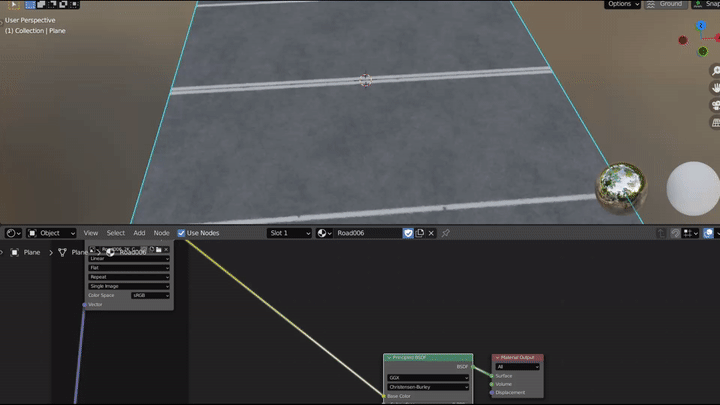 Options
Ground
Snap
User Perspective
(1) Collection | Plane
Object
View
Select
Add
Node
Use Nodes
Slot 1
Road006
Plane
Road006
Linear
Flat
Repeat
Single Image
Color Space
sRGB
Vector
Principled BSDF
BSDF
GGX
Christensen-Burley
Base Color
Material Output
All
Surface
Volume
Displacement